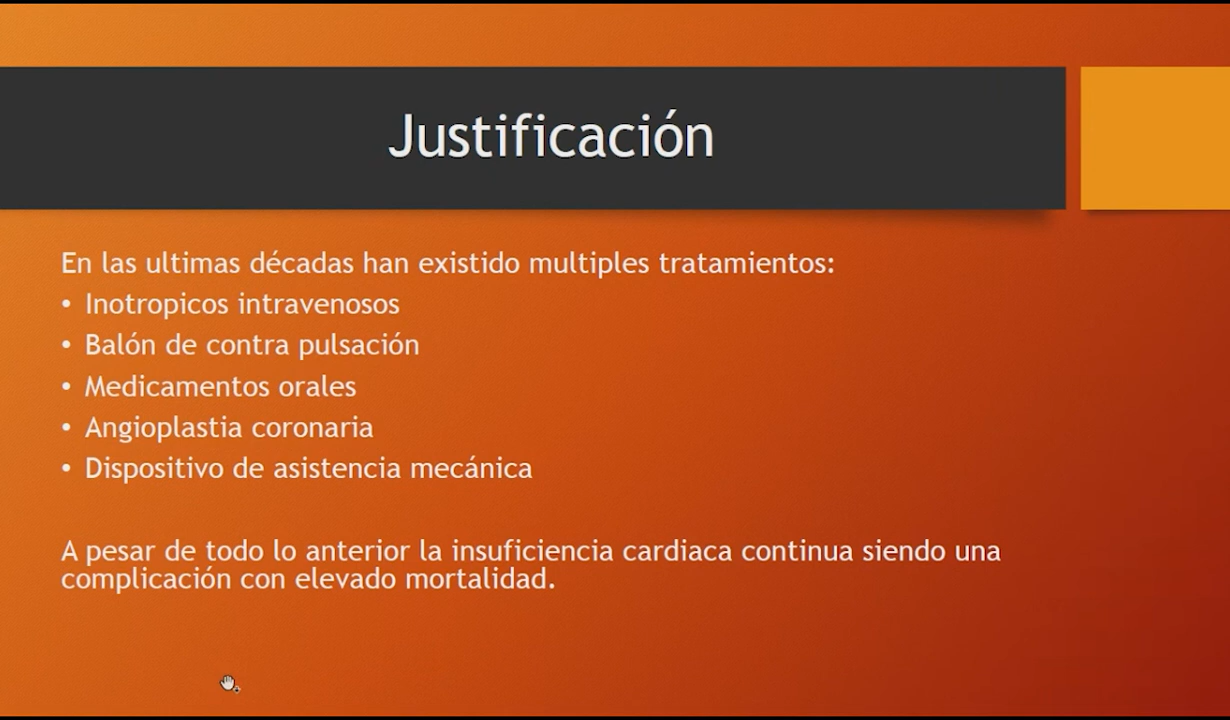 Justificación
En las ultimas décadas han existido multiples tratamientos:
• Inotropicos intravenosos
• Balón de contra pulsación
• Medicamentos orales
• Angioplastia coronaria
• Dispositivo de asistencia mecánica
A pesar de todo lo anterior la insuficiencia cardiaca continua siendo una
complicación con elevado mortalidad.